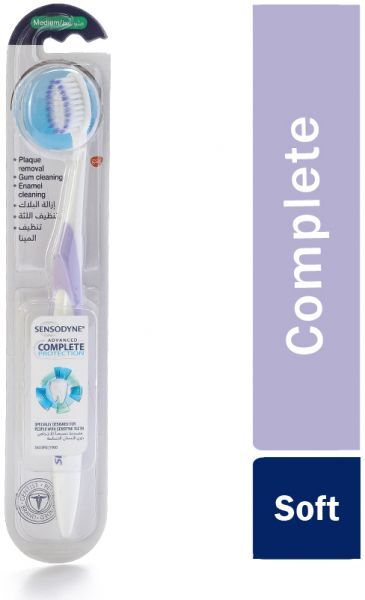 Medium/متوسط
• Plaque
removal
• Gum cleaning
• Enamel
cleaning
• إزالة البلاك
• تنظيف اللثة
• تنظيف
المينا
SENSODYNE®
ADVANCED
COMPLETE
PROTECTION
SPECIALLY DESIGNED FOR
PEOPLE WITH SENSITIVE TEETH
Complete
Soft